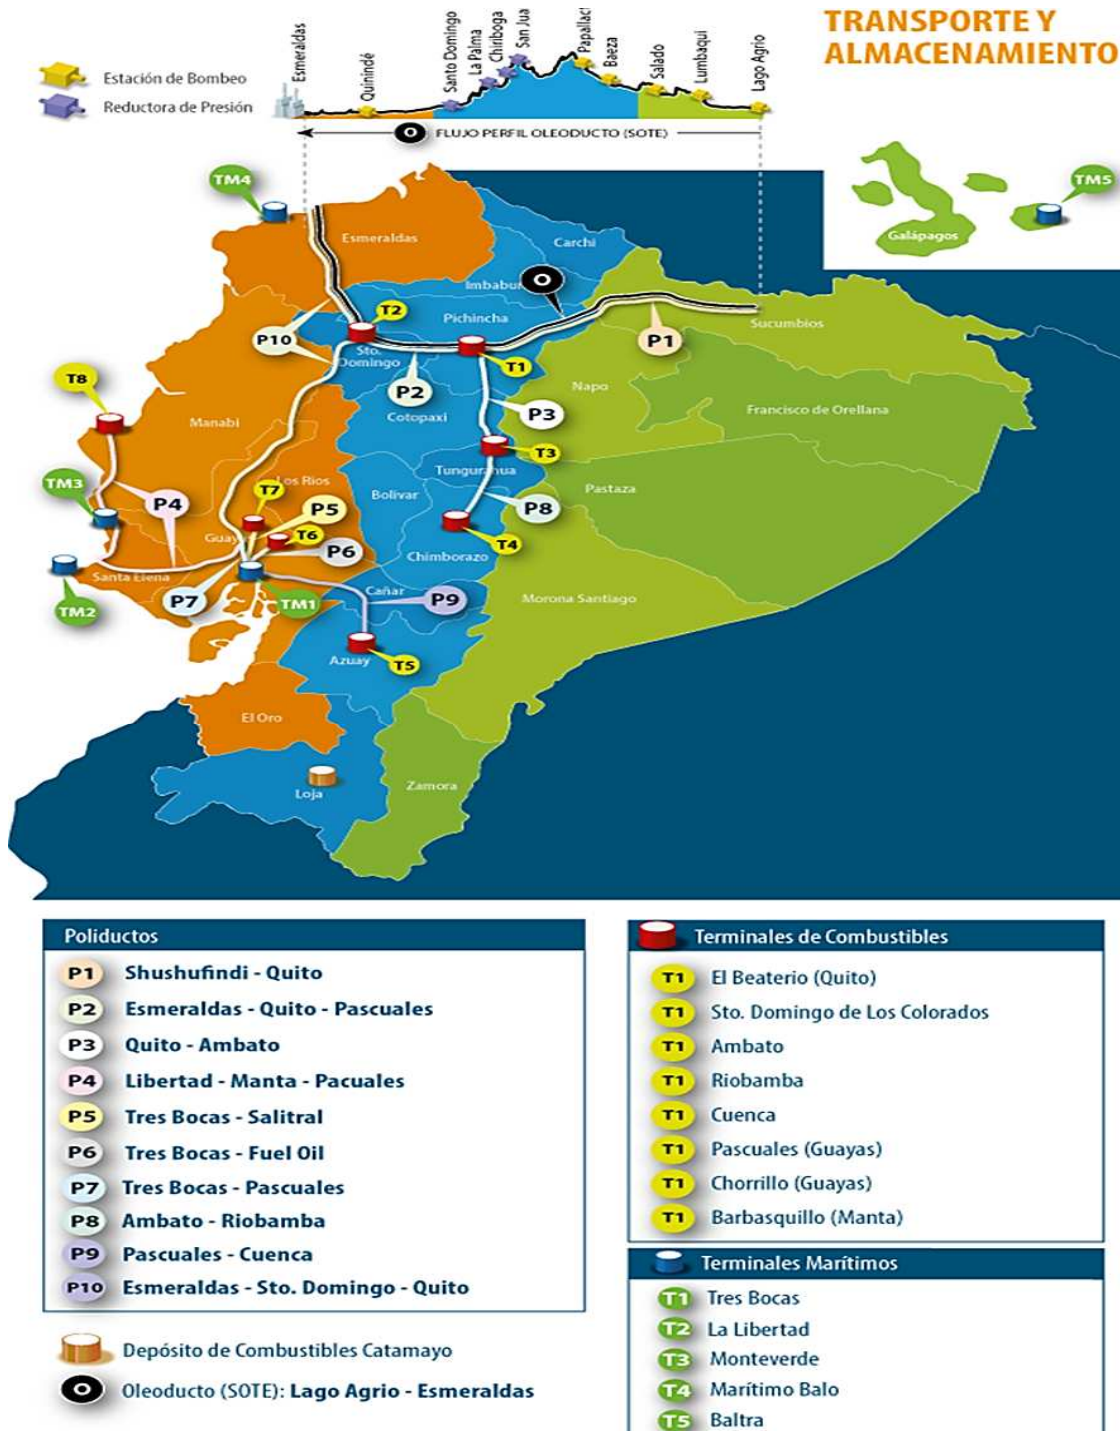 TRANSPORTE Y
ALMACENAMIENTO
Estación de Bombeo
Reductora de Presión
Esmeraldas
Quinindé
Santo Domingo
La Palma
Chiriboga
San Jua
Papallac
Baeza
Salado
Lumbaqui
Lago Agrio
O FLUJO PERFIL OLEODUCTO (SOTE)
TM4
TM5
Galápagos
Esmeraldas
Carchi
Imbabur
O
Pichincha
T2
P10
Sto.
Domingo
T1
P1
Sucumbios
P2
T8
Napo
P3
Francisco de Orellana
Manabi
Cotopaxi
T3
TM3
Los Rios
Tungurahua
T7
P4
P5
Bolívar
P8
Pastaza
Guay
T6
T4
P6
Chimborazo
Santa Elena
TM2
P7
TM1
Cañar
P9
Morona Santiago
Azuay
T5
El Oro
Loja
Zamora
Poliductos
P1 Shushufindi - Quito
P2 Esmeraldas - Quito - Pascuales
P3 Quito - Ambato
P4 Libertad - Manta - Pacuales
P5 Tres Bocas - Salitral
P6 Tres Bocas - Fuel Oil
P7 Tres Bocas - Pascuales
P8 Ambato - Riobamba
P9 Pascuales - Cuenca
P10 Esmeraldas - Sto. Domingo - Quito
Depósito de Combustibles Catamayo
O Oleoducto (SOTE): Lago Agrio - Esmeraldas
Terminales de Combustibles
T1 El Beaterio (Quito)
T1 Sto. Domingo de Los Colorados
T1 Ambato
T1 Riobamba
T1 Cuenca
T1 Pascuales (Guayas)
T1 Chorrillo (Guayas)
T1 Barbasquillo (Manta)
Terminales Marítimos
T1 Tres Bocas
T2 La Libertad
T3 Monteverde
T4 Marítimo Balo
T5 Baltra